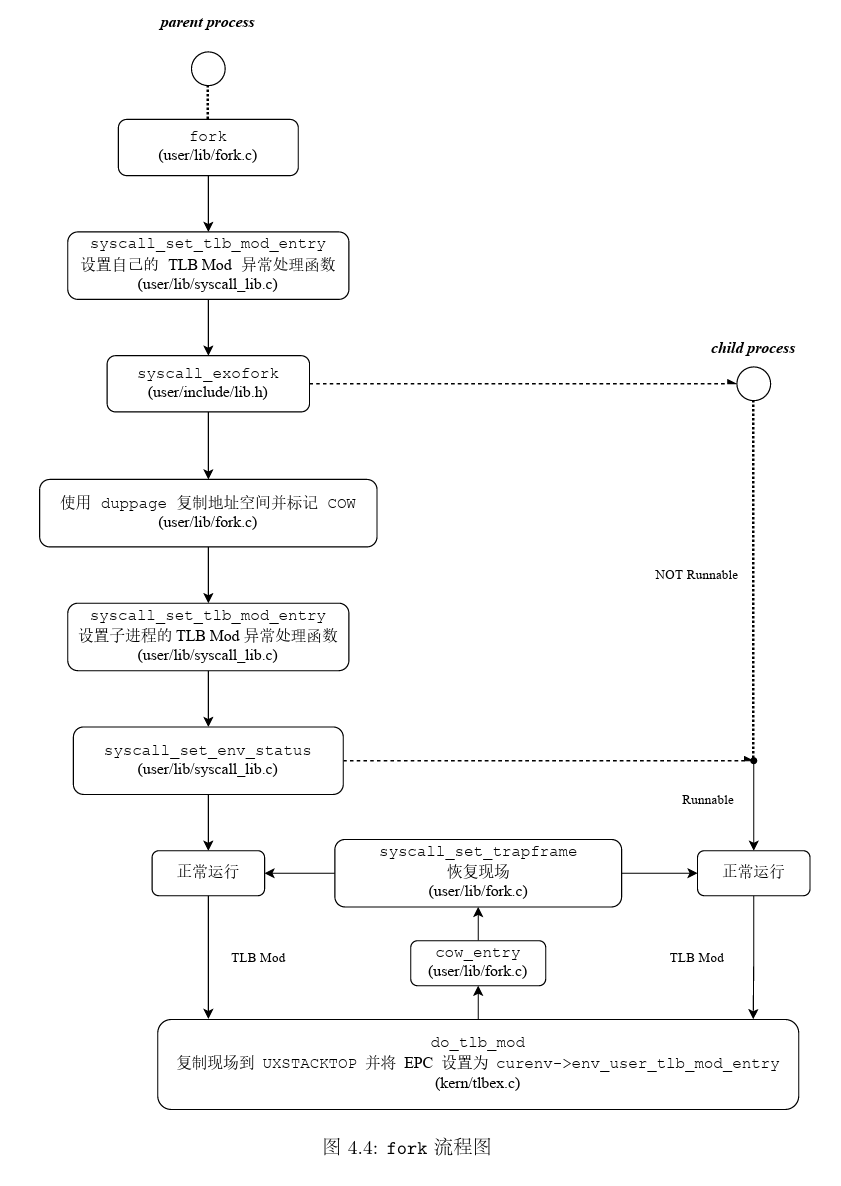 parent process
fork
(user/lib/fork.c)
syscall_set_tlb_mod_entry
设置自己的 TLB Mod 异常处理函数
(user/lib/syscall_lib.c)
child process
syscall_exofork
(user/include/lib.h)
使用 duppage 复制地址空间并标记 COW
(user/lib/fork.c)
NOT Runnable
syscall_set_tlb_mod_entry
设置子进程的 TLB Mod 异常处理函数
(user/lib/syscall_lib.c)
syscall_set_env_status
(user/lib/syscall_lib.c)
Runnable
正常运行
syscall_set_trapframe
恢复现场
(user/lib/fork.c)
正常运行
TLB Mod
cow_entry
(user/lib/fork.c)
TLB Mod
do_tlb_mod
复制现场到 UXSTACKTOP 并将 EPC 设置为 curenv->env_user_tlb_mod_entry
(kern/tlbex.c)
图 4.4: fork 流程图